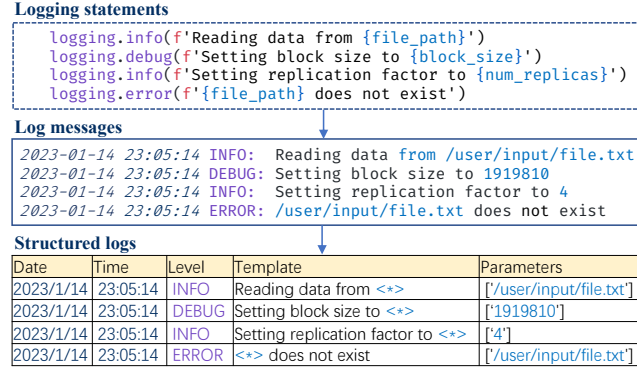 Logging statements
logging.info(f'Reading data from {file_path}')
logging.debug(f'Setting block size to {block_size}')
logging.info(f'Setting replication factor to {num_replicas}')
logging.error(f'{file_path} does not exist')
Log messages
2023-01-14 23:05:14 INFO: Reading data from /user/input/file.txt
2023-01-14 23:05:14 DEBUG: Setting block size to 1919810
2023-01-14 23:05:14 INFO: Setting replication factor to 4
2023-01-14 23:05:14 ERROR: /user/input/file.txt does not exist
Structured logs
Date Time Level Template Parameters
2023/1/14 23:05:14 INFO Reading data from <*> ['/user/input/file.txt']
2023/1/14 23:05:14 DEBUG Setting block size to <*> ['1919810']
2023/1/14 23:05:14 INFO Setting replication factor to <*> ['4']
2023/1/14 23:05:14 ERROR <*> does not exist ['/user/input/file.txt']